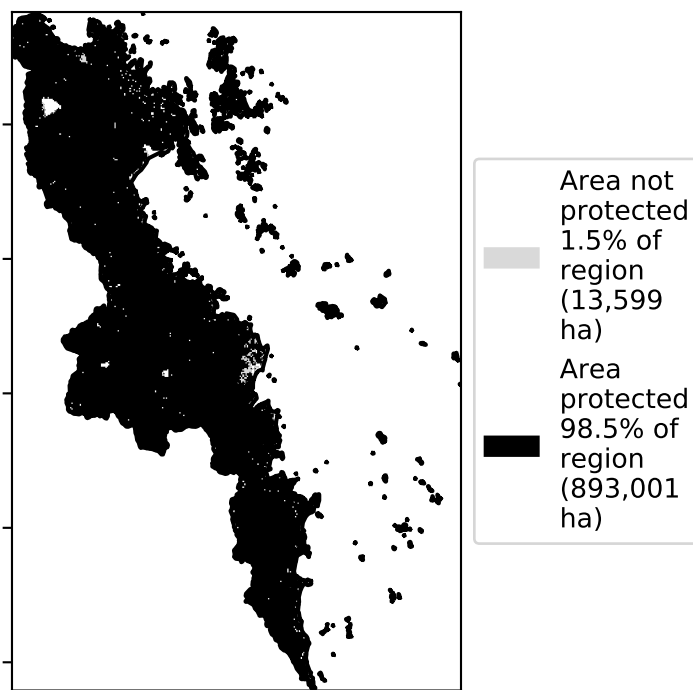 Area not
protected
1.5% of
region
(13,599
ha)
Area
protected
98.5% of
region
(893,001
ha)